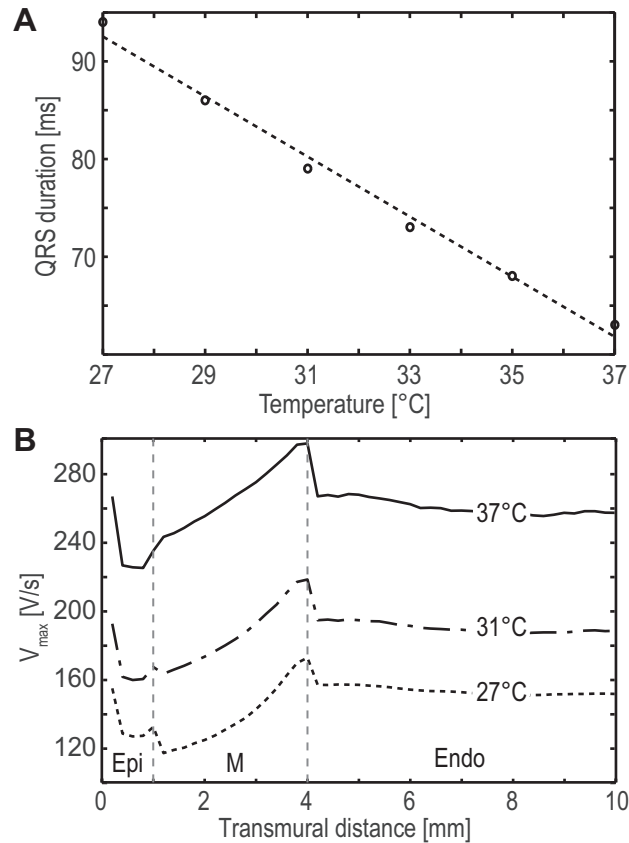 A
QRS duration [ms]
90
80
70
27 29 31 33 35 37
Temperature [°C]
B
V_max [V/s]
280
240
200
160
120
37°C
31°C
27°C
Epi M Endo
0 2 4 6 8 10
Transmural distance [mm]